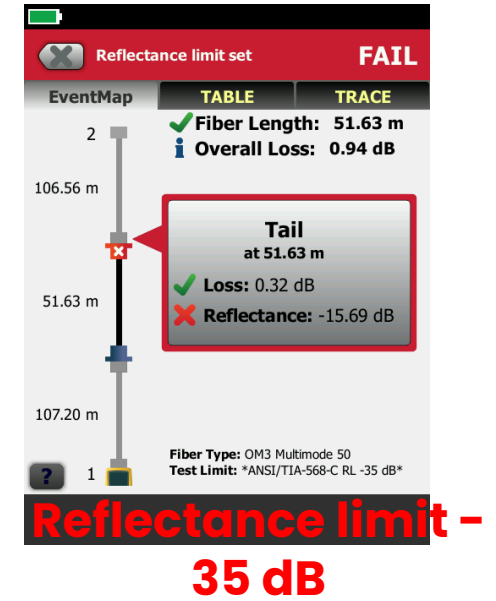 Reflectance limit set
FAIL
EventMap
TABLE
TRACE
2
Fiber Length: 51.63 m
i Overall Loss: 0.94 dB
106.56 m
Tail
at 51.63 m
Loss: 0.32 dB
Reflectance: -15.69 dB
51.63 m
107.20 m
Fiber Type: OM3 Multimode 50
Test Limit: *ANSI/TIA-568-C RL -35 dB*
? 1
Reflectance limit -
35 dB